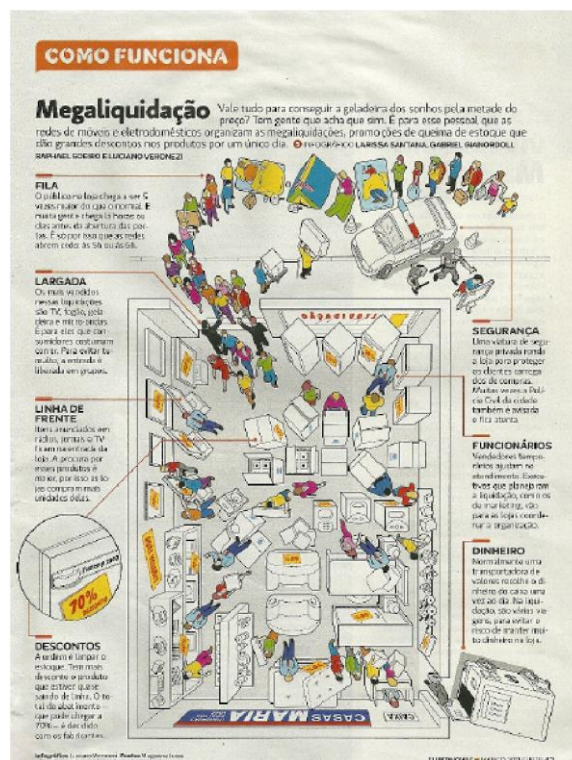 COMO FUNCIONA
Megaliquidação Vale tudo para conseguir a geladeira dos sonhos pela metade do
preço? Tem gente que acha que sim. E para esse pessoal, que as
redes de móveis e eletrodomésticos organizam as megaliquidações, promoções de queima de estoque que
dão grandes descontos nos produtos por um único dia. INFOGRÁFICO LARISSA SANTANA, GABRIEL GIANORDOLI,
RAPHAEL SOEIRO E LUCIANO VERONEZI
FILA
O público na loja chega a ser 5
vezes maior do que o normal. E
muita gente chega lá horas ou
dias antes da abertura das por-
tas. É só por isso que as redes
abrem cedo: às 5h ou às 6h.
LARGADA
Os mais vendidos
nessas liquidações
são TV, fogão, gela
deira e micro-ondas
É para eles que con-
sumidores costumam
correr. Para evitar tu-
multo, a entrada é
liberada em grupos.
LINHA DE
FRENTE
Itens anunciados em
rádios, jornais e TV
ficam na entrada da
loja. A procura por
esses produtos é
maior, por isso as lo-
jas compram mais
unidades deles.
70%
DESCONTOS
A ordem é limpar o
estoque. Tem mais
desconto o produto
que estiver quase
saindo de linha. O to-
tal do abatimento -
que pode chegar a
70% - é decidido
com os fabricantes.
SEGURANÇA
Uma viatura de segu-
rança privada ronda
a loja para proteger
os clientes carrega
dos de compras.
Muitas vezes a Polí-
cia Civil da cidade
também é avisada
e fica atenta.
FUNCIONÁRIOS
Vendedores tempo-
rários ajudam no
atendimento. Execu-
tivos que planejaram
a liquidação, como os
de marketing, vão
para as lojas coorde-
nar a organização.
DINHEIRO
Normalmente uma
transportadora de
valores recolhe o di-
nheiro do caixa uma
vez ao dia. Na liqui-
dação, são várias via-
gens, para evitar o
risco de manter mui-
to dinheiro na loja.
CASAS MARIA
CAIXA